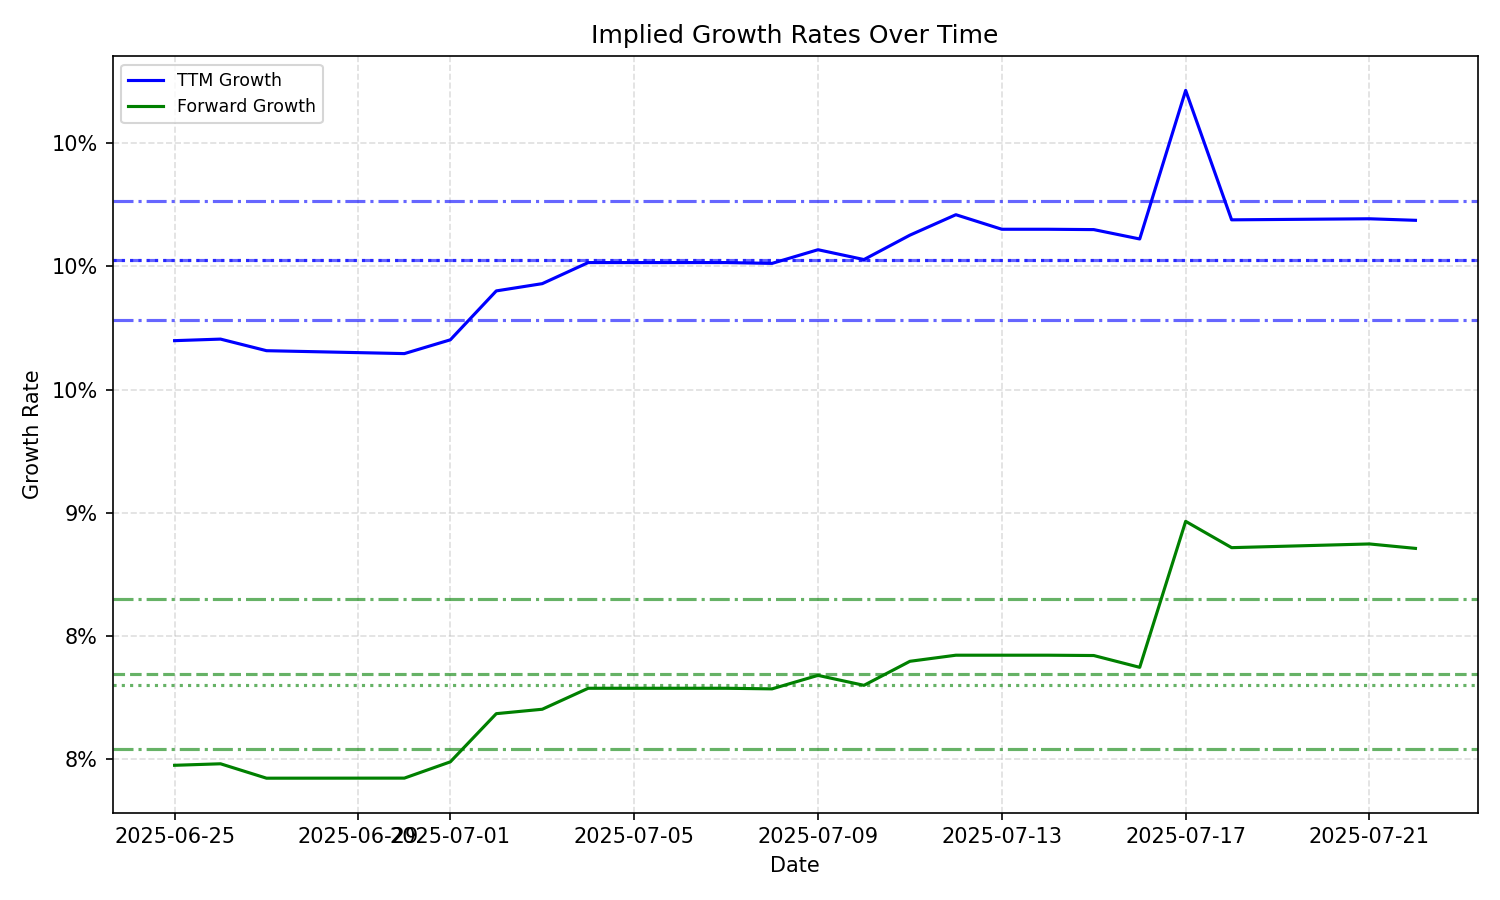 Implied Growth Rates Over Time
TTM Growth
Forward Growth
10%
10%
10%
9%
8%
8%
Growth Rate
2025-06-25
2025-06-29
2025-07-01
2025-07-05
2025-07-09
2025-07-13
2025-07-17
2025-07-21
Date